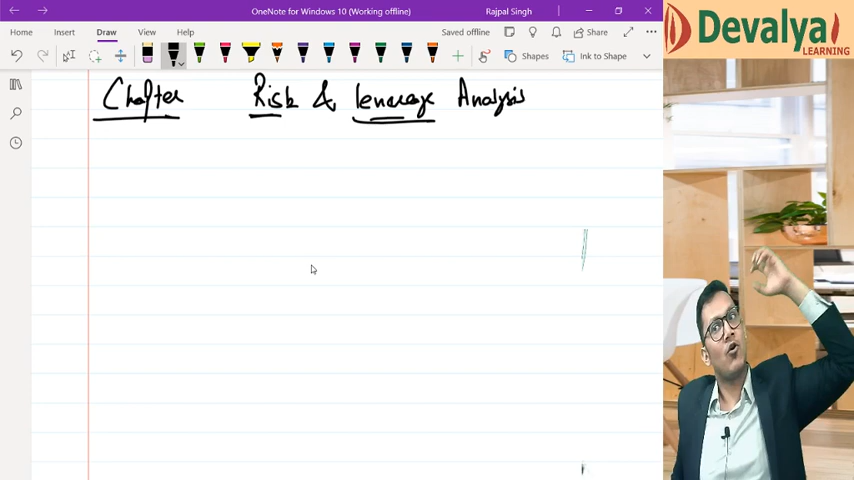 OneNote for Windows 10 (Working offline)
Rajpal Singh
Home Insert Draw View Help
Saved offline
Share
Shapes
Ink to Shape
Chapter Risk & leverage Analysis
Devalya
LEARNING